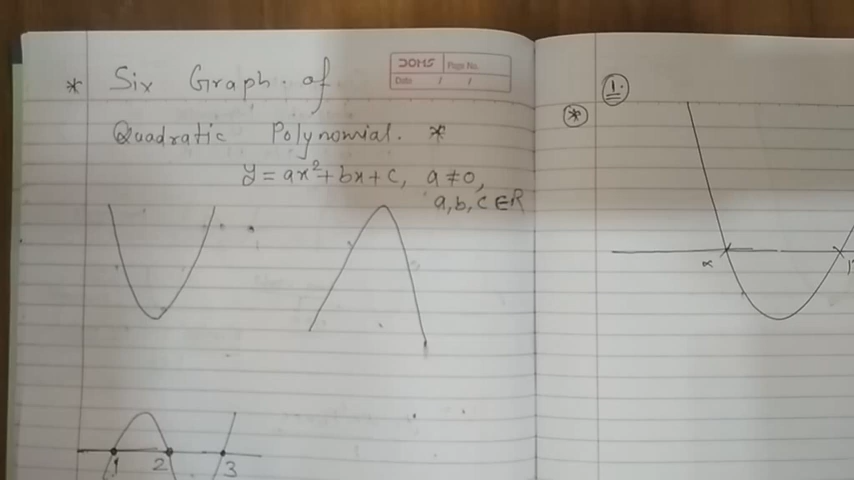 * Six Graph of
DOMS Page No.
Date / /
Quadratic Polynomial. *
y = ax² + bx + c, a ≠ 0,
a, b, c ∈ R
1 2 3
1.
*
α